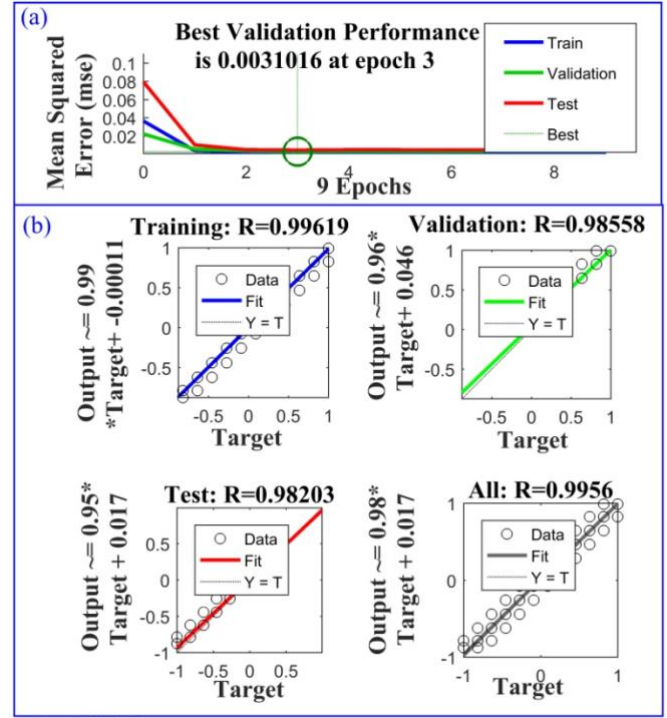 (a)
Best Validation Performance
is 0.0031016 at epoch 3
Mean Squared
Error (mse)
0.1
0.08
0.06
0.04
0.02
0
2
4
6
8
9 Epochs
Train
Validation
Test
Best
(b)
Training: R=0.99619
Output ~= 0.99
*Target+ -0.00011
1
0.5
0
-0.5
-0.5
0
0.5
1
Target
Data
Fit
Y = T
Validation: R=0.98558
Output ~= 0.96*
Target+ 0.046
1
0.5
0
-0.5
-0.5
0
0.5
1
Target
Data
Fit
Y = T
Test: R=0.98203
Output ~= 0.95*
Target + 0.017
0.5
0
-0.5
-1
-1
-0.5
0
0.5
Target
Data
Fit
Y = T
All: R=0.9956
Output ~= 0.98*
Target + 0.017
1
0
-1
-1
0
1
Target
Data
Fit
Y = T